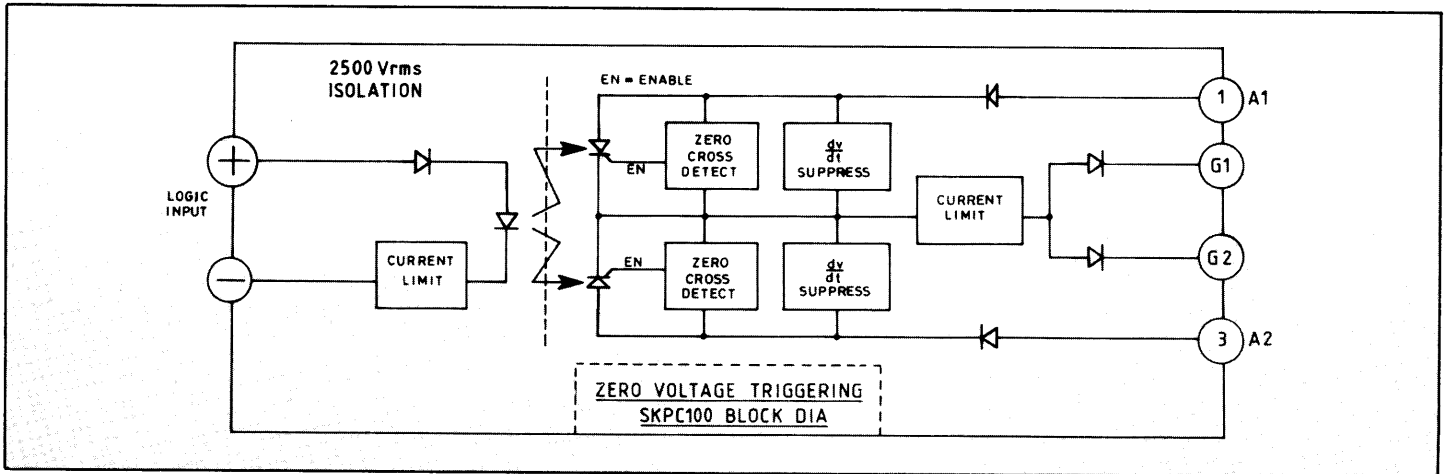 2500 Vrms
ISOLATION
EN = ENABLE
1 A1
ZERO
CROSS
DETECT
dv
dt
SUPPRESS
EN
+
G1
LOGIC
INPUT
CURRENT
LIMIT
EN
ZERO
CROSS
DETECT
dv
dt
SUPPRESS
G2
−
CURRENT
LIMIT
3 A2
ZERO VOLTAGE TRIGGERING
SKPC100 BLOCK DIA